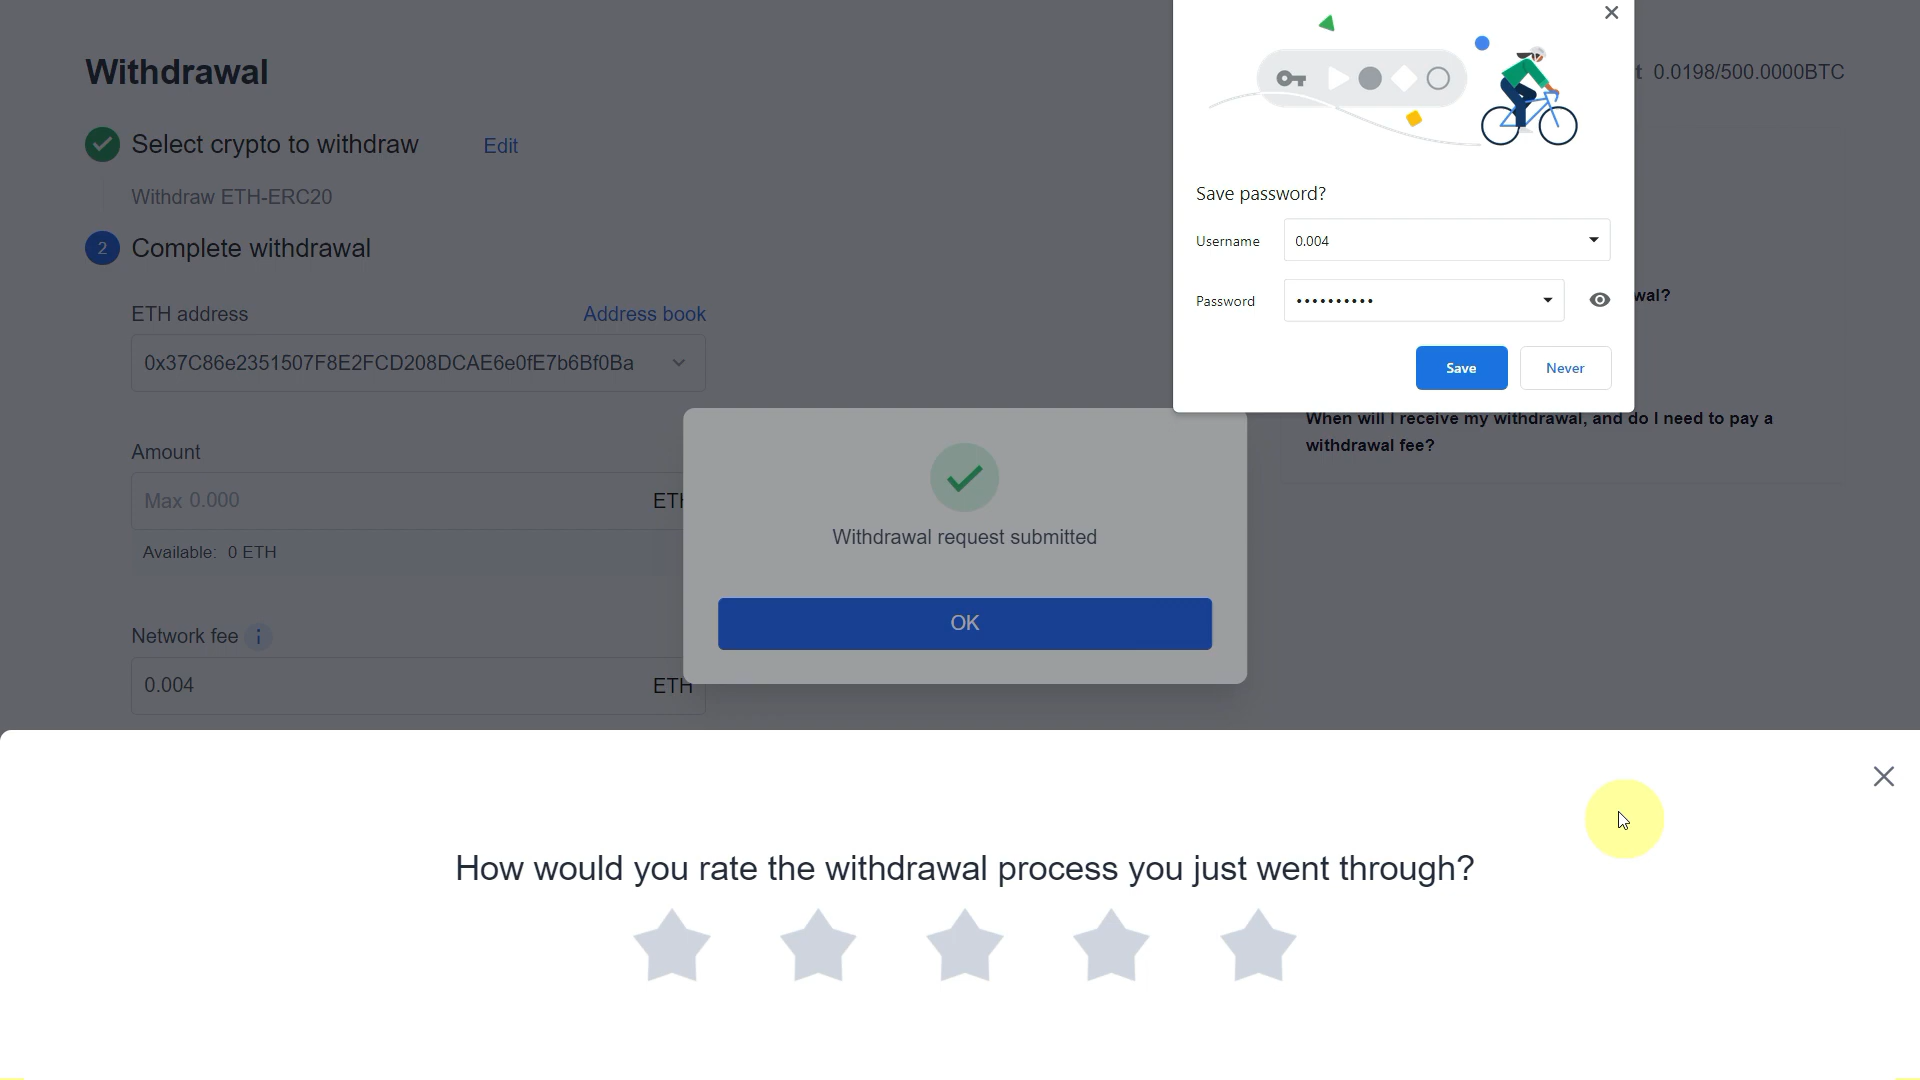 Withdrawal
t 0.0198/500.0000BTC
Select crypto to withdraw
Edit
Withdraw ETH-ERC20
2 Complete withdrawal
ETH address
Address book
0x37C86e2351507F8E2FCD208DCAE6e0fE7b6Bf0Ba
Amount
Max 0.000
ETH
Available: 0 ETH
Network fee i
0.004
ETH
Save password?
Username
0.004
Password
••••••••••
Save
Never
wal?
When will I receive my withdrawal, and do I need to pay a
withdrawal fee?
Withdrawal request submitted
OK
How would you rate the withdrawal process you just went through?